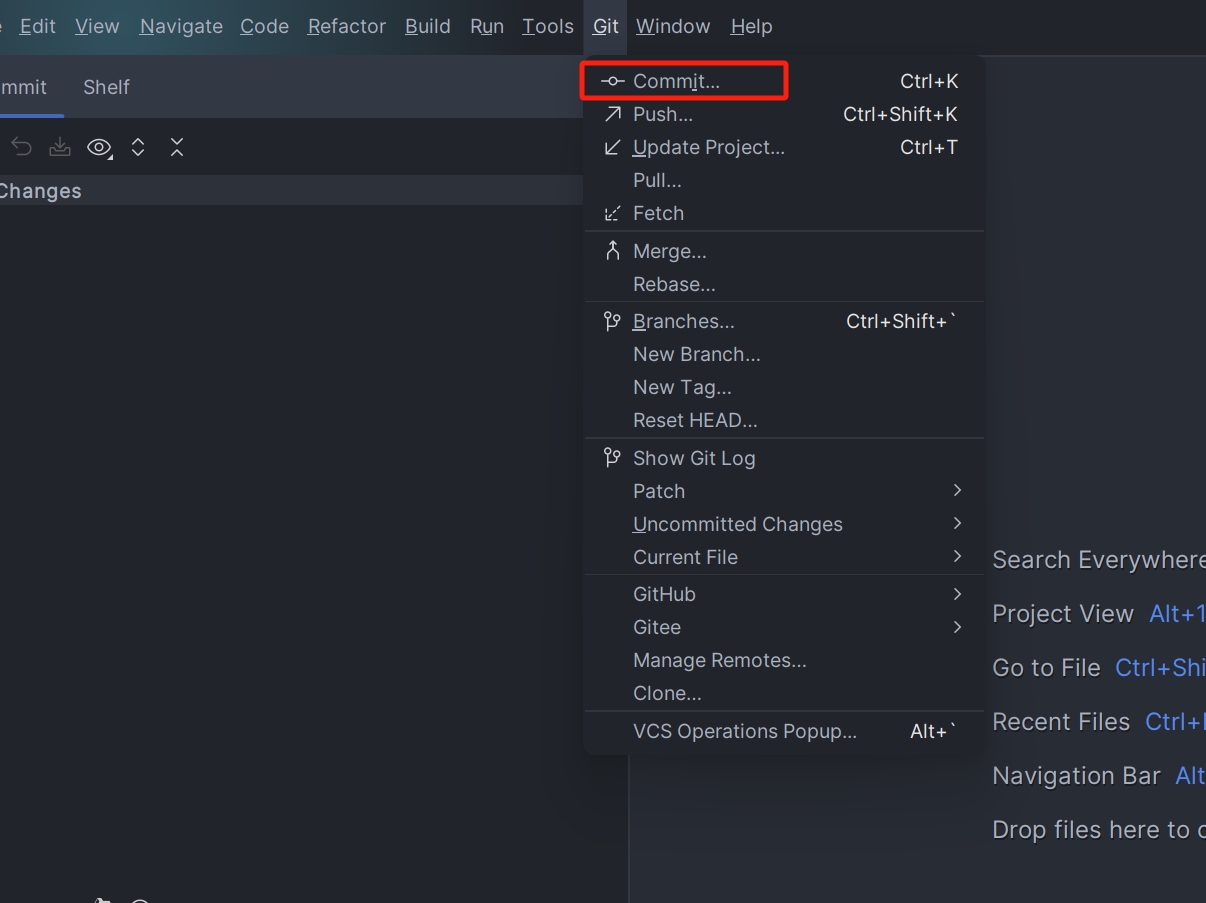 Edit View Navigate Code Refactor Build Run Tools Git Window Help
mmit Shelf
Changes
Commit... Ctrl+K
Push... Ctrl+Shift+K
Update Project... Ctrl+T
Pull...
Fetch
Merge...
Rebase...
Branches... Ctrl+Shift+`
New Branch...
New Tag...
Reset HEAD...
Show Git Log
Patch
Uncommitted Changes
Current File
GitHub
Gitee
Manage Remotes...
Clone...
VCS Operations Popup... Alt+`
Search Everywhere
Project View Alt+1
Go to File Ctrl+Shi
Recent Files Ctrl+
Navigation Bar Alt
Drop files here to